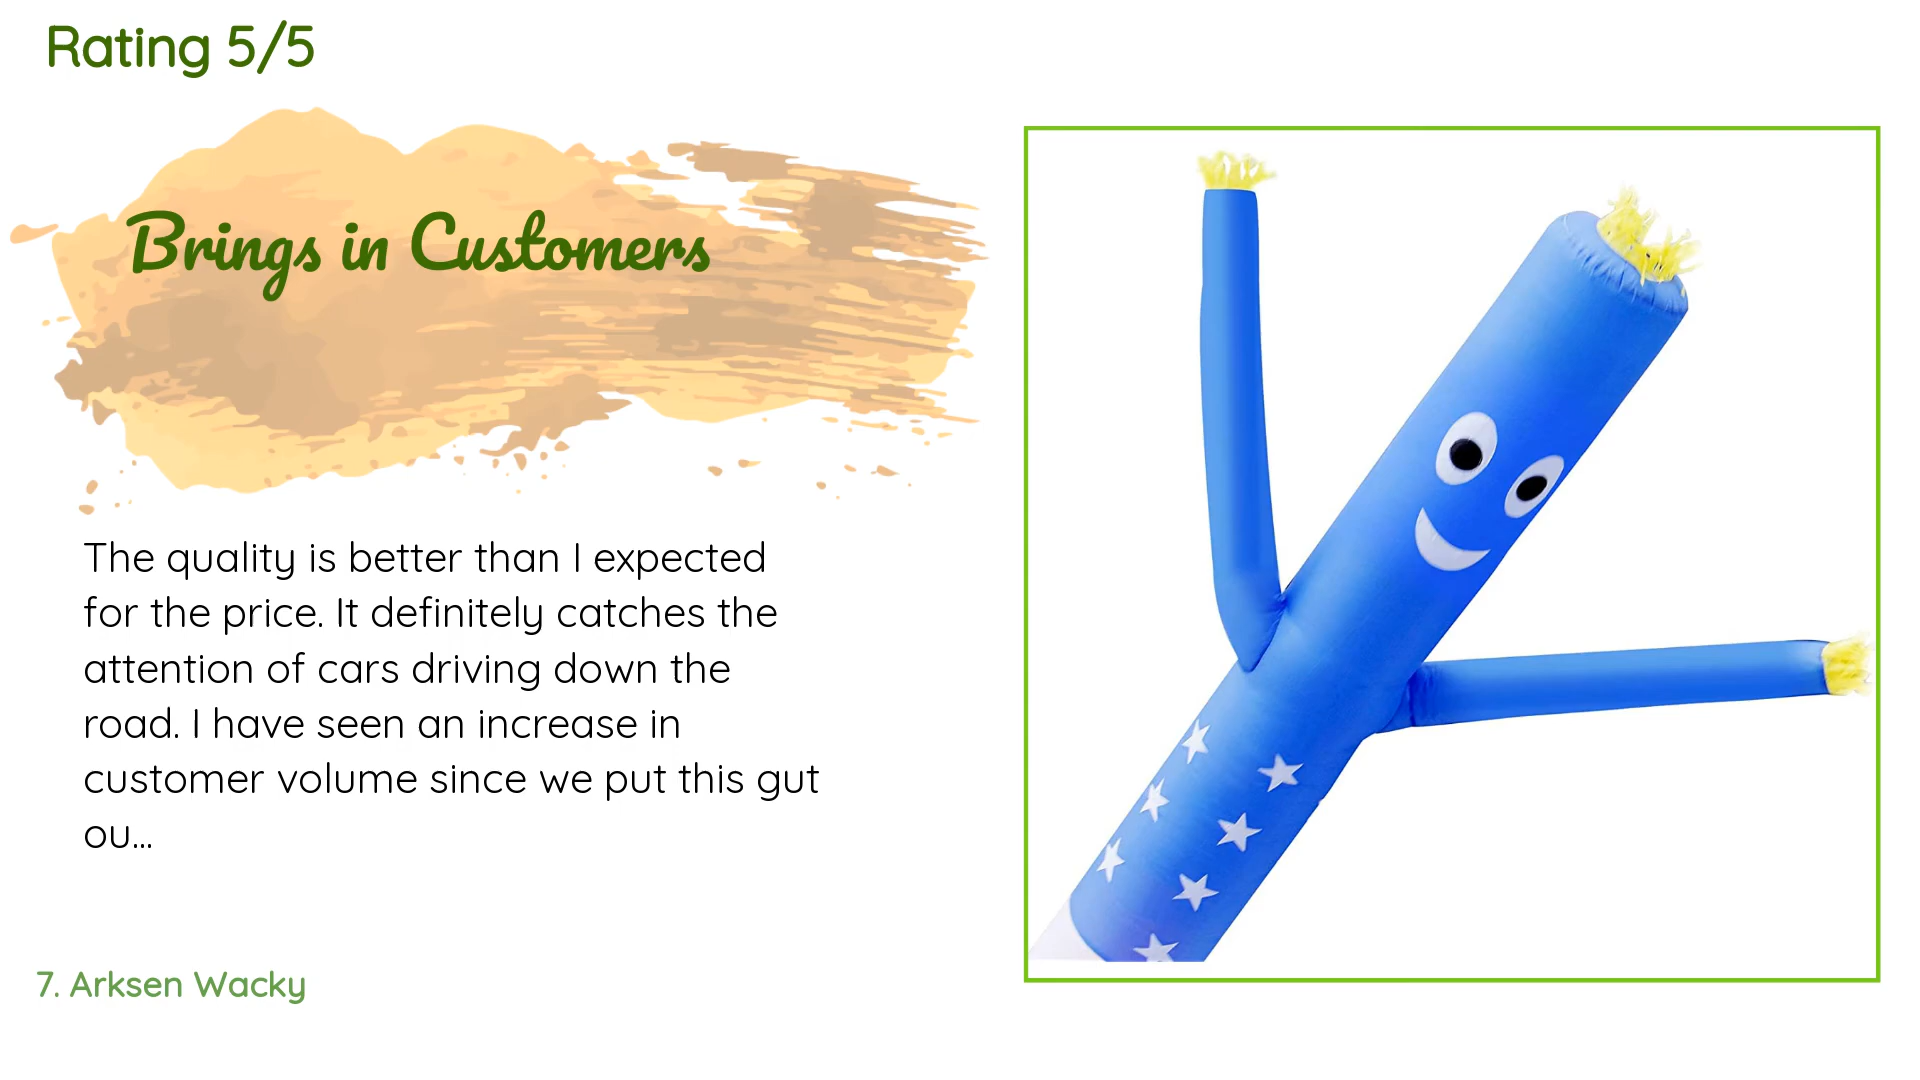 Rating 5/5
Brings in Customers
The quality is better than I expected
for the price. It definitely catches the
attention of cars driving down the
road. I have seen an increase in
customer volume since we put this gut
ou...
7. Arksen Wacky